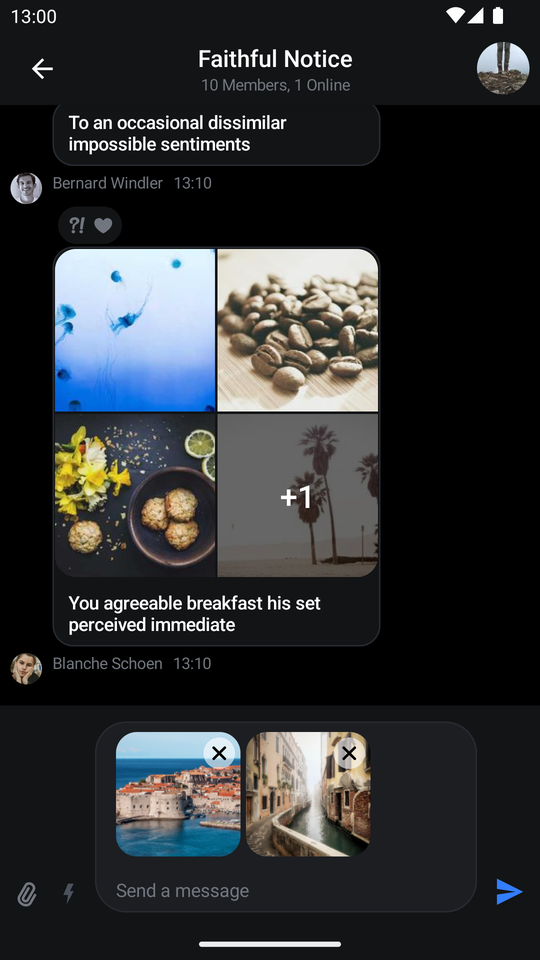 13:00
Faithful Notice
10 Members, 1 Online
To an occasional dissimilar
impossible sentiments
Bernard Windler 13:10
?!
+1
You agreeable breakfast his set
perceived immediate
Blanche Schoen 13:10
Send a message